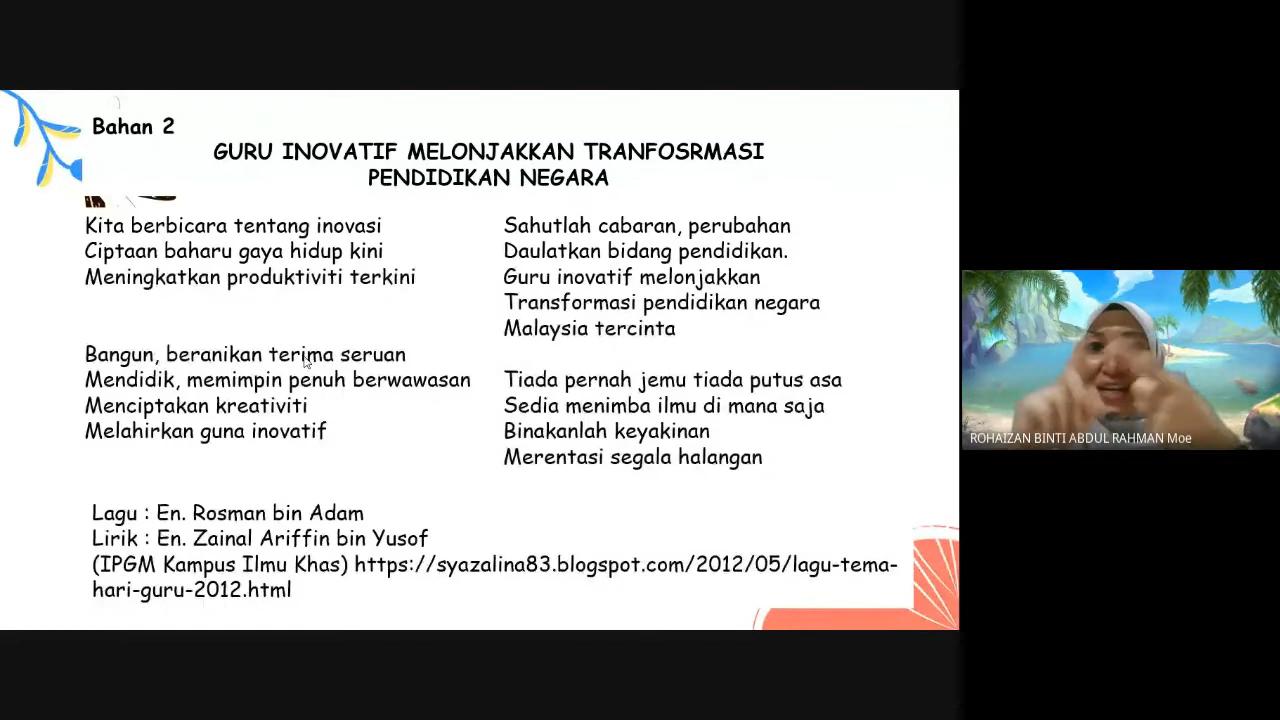 Bahan 2
GURU INOVATIF MELONJAKKAN TRANFOSRMASI
PENDIDIKAN NEGARA
Kita berbicara tentang inovasi
Ciptaan baharu gaya hidup kini
Meningkatkan produktiviti terkini
Bangun, beranikan terima seruan
Mendidik, memimpin penuh berwawasan
Menciptakan kreativiti
Melahirkan guna inovatif
Sahutlah cabaran, perubahan
Daulatkan bidang pendidikan.
Guru inovatif melonjakkan
Transformasi pendidikan negara
Malaysia tercinta
Tiada pernah jemu tiada putus asa
Sedia menimba ilmu di mana saja
Binakanlah keyakinan
Merentasi segala halangan
Lagu : En. Rosman bin Adam
Lirik : En. Zainal Ariffin bin Yusof
(IPGM Kampus Ilmu Khas) https://syazalina83.blogspot.com/2012/05/lagu-tema-
hari-guru-2012.html
ROHAIZAN BINTI ABDUL RAHMAN Moe